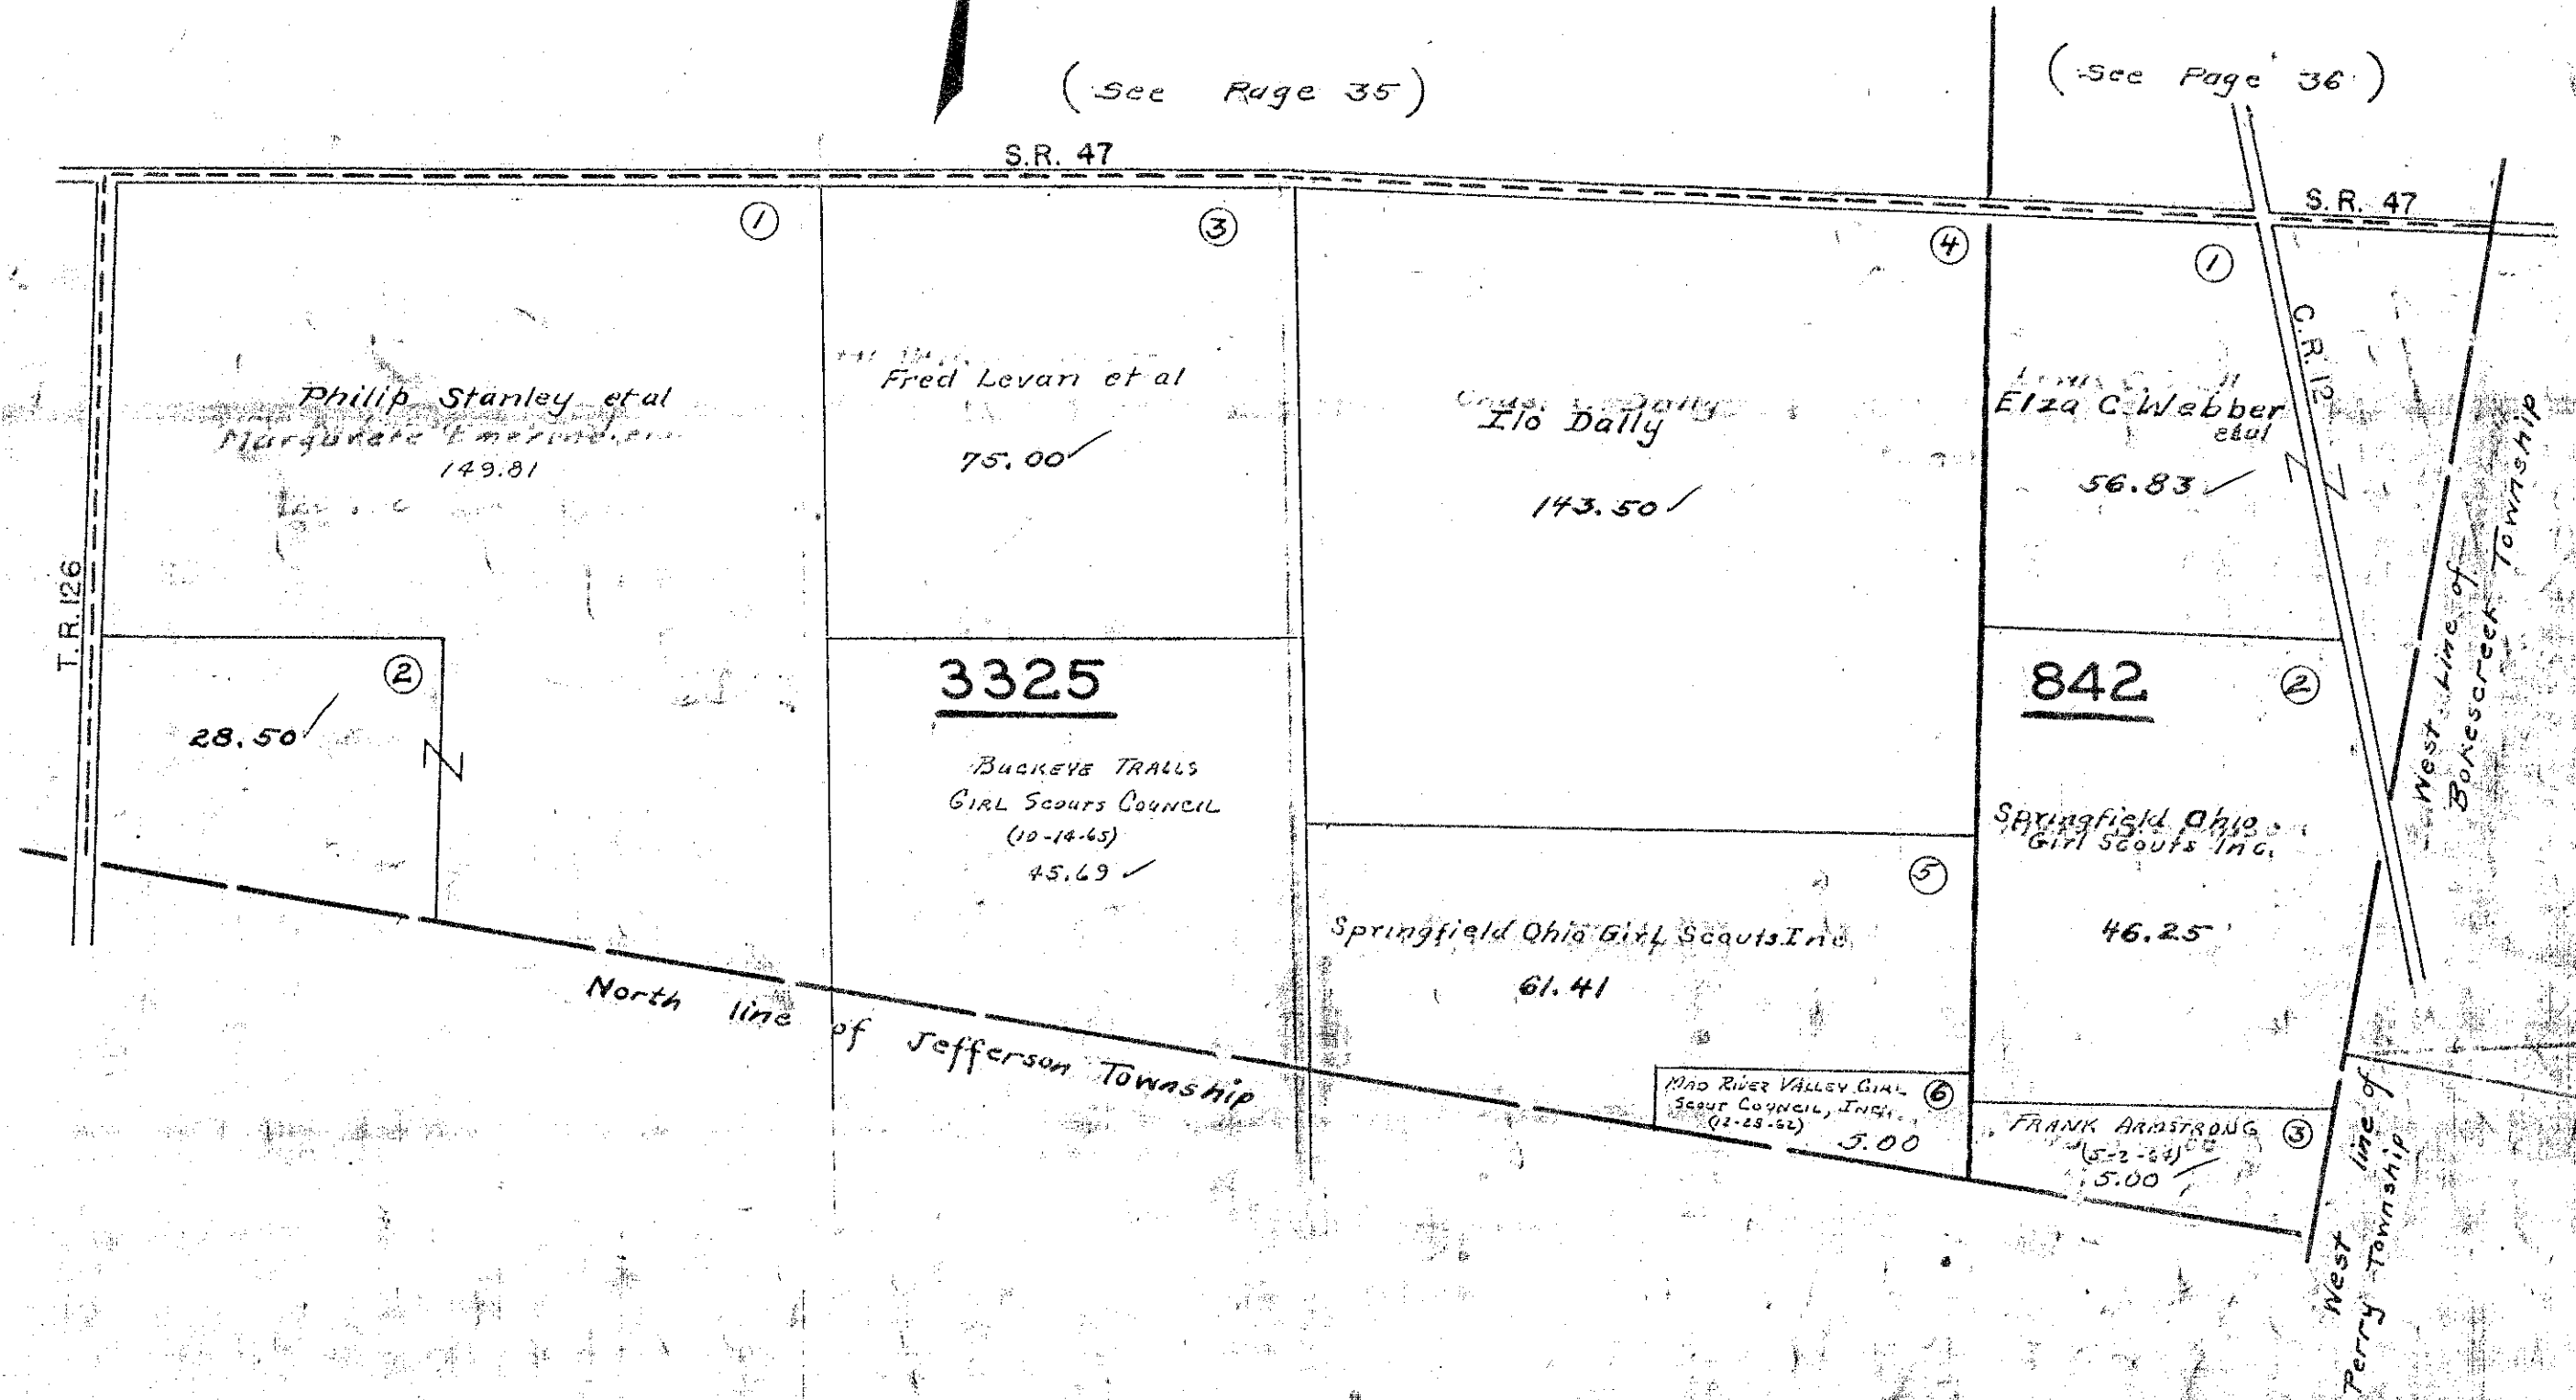 (See Page 35)
(See Page 36)
S.R. 47
S.R. 47
①
③
④
①
C.R. 12
Philip Stanley et al
149.81
Fred Levan et al
75.00
Ilo Dally
143.50
Elza C. Webber
et al
56.83
T.R. 126
②
28.50
3325
BUCKEYE TRAILS
GIRL SCOUTS COUNCIL
(10-14-65)
45.69
842
②
Springfield Ohio
Girl Scouts Inc.
46.25
West Line of
Bokescreek Township
⑤
Springfield Ohio Girl Scouts Inc
61.41
North line of Jefferson Township
MAD RIVER VALLEY GIRL
SCOUT COUNCIL, INC.
(12-28-62)
5.00
⑥
FRANK ARMSTRONG
③
5.00
West line of
Perry Township